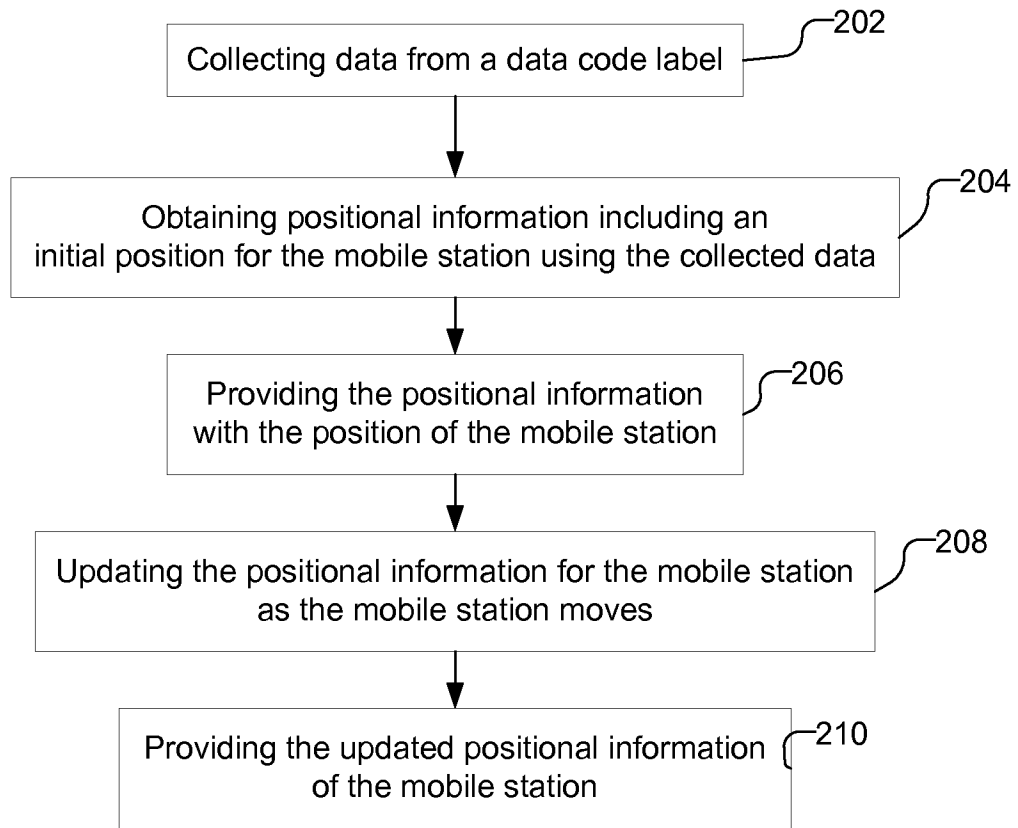 202
Collecting data from a data code label
204
Obtaining positional information including an
initial position for the mobile station using the collected data
206
Providing the positional information
with the position of the mobile station
208
Updating the positional information for the mobile station
as the mobile station moves
210
Providing the updated positional information
of the mobile station